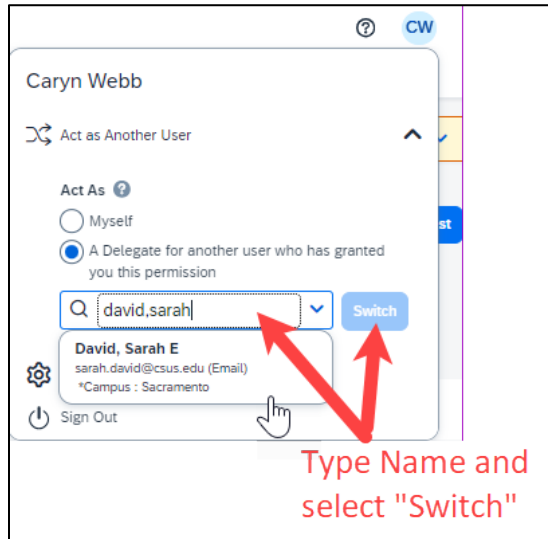 CW
Caryn Webb
Act as Another User
Act As ?
Myself
st
A Delegate for another user who has granted
you this permission
david,sarah
Switch
David, Sarah E
sarah.david@csus.edu (Email)
*Campus : Sacramento
Sign Out
Type Name and
select "Switch"